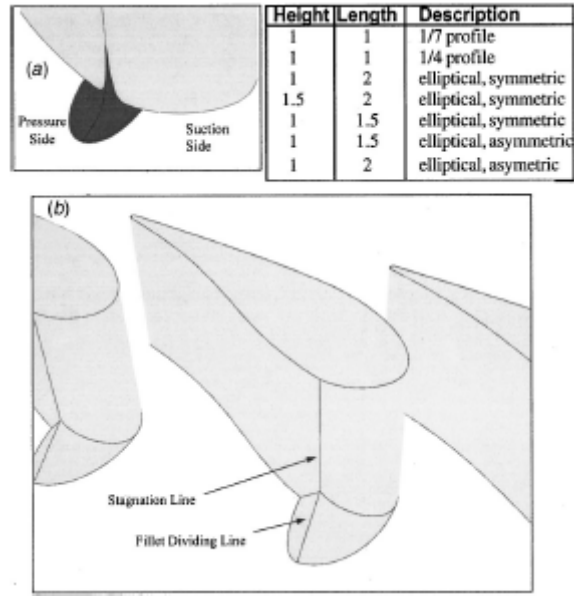 (a)
Pressure
Side
Suction
Side
Height Length Description
1 1 1/7 profile
1 1 1/4 profile
1 2 elliptical, symmetric
1.5 2 elliptical, symmetric
1 1.5 elliptical, symmetric
1 1.5 elliptical, asymmetric
1 2 elliptical, asymetric
(b)
Stagnation Line
Fillet Dividing Line